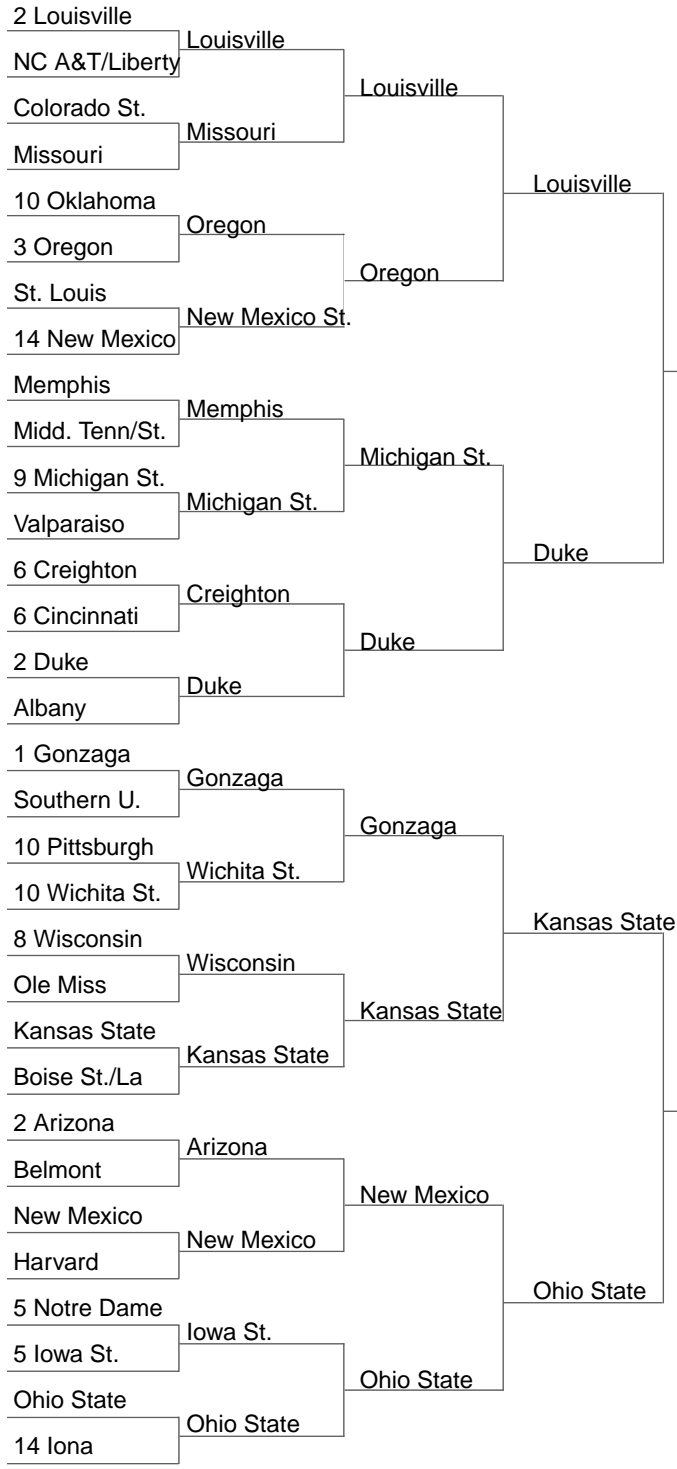 2 Louisville
NC A&T/Liberty
Colorado St.
Missouri
10 Oklahoma
3 Oregon
St. Louis
14 New Mexico
Memphis
Midd. Tenn/St.
9 Michigan St.
Valparaiso
6 Creighton
6 Cincinnati
2 Duke
Albany
1 Gonzaga
Southern U.
10 Pittsburgh
10 Wichita St.
8 Wisconsin
Ole Miss
Kansas State
Boise St./La
2 Arizona
Belmont
New Mexico
Harvard
5 Notre Dame
5 Iowa St.
Ohio State
14 Iona
Louisville
Missouri
Oregon
New Mexico St.
Memphis
Michigan St.
Creighton
Duke
Gonzaga
Wichita St.
Wisconsin
Kansas State
Arizona
New Mexico
Iowa St.
Ohio State
Louisville
Oregon
Michigan St.
Duke
Gonzaga
Kansas State
New Mexico
Ohio State
Louisville
Duke
Kansas State
Ohio State